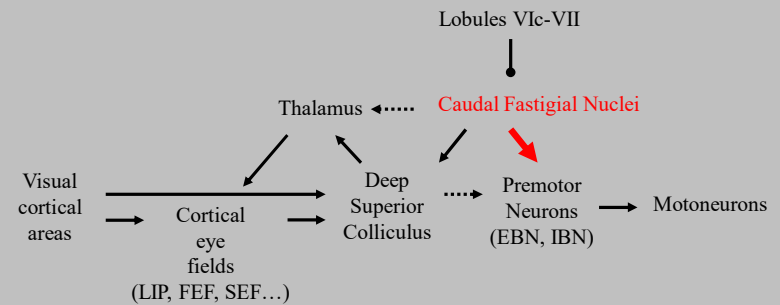 Lobules VIc-VII
Thalamus
Caudal Fastigial Nuclei
Visual
cortical
areas
Cortical
eye
fields
(LIP, FEF, SEF…)
Deep
Superior
Colliculus
Premotor
Neurons
(EBN, IBN)
Motoneurons